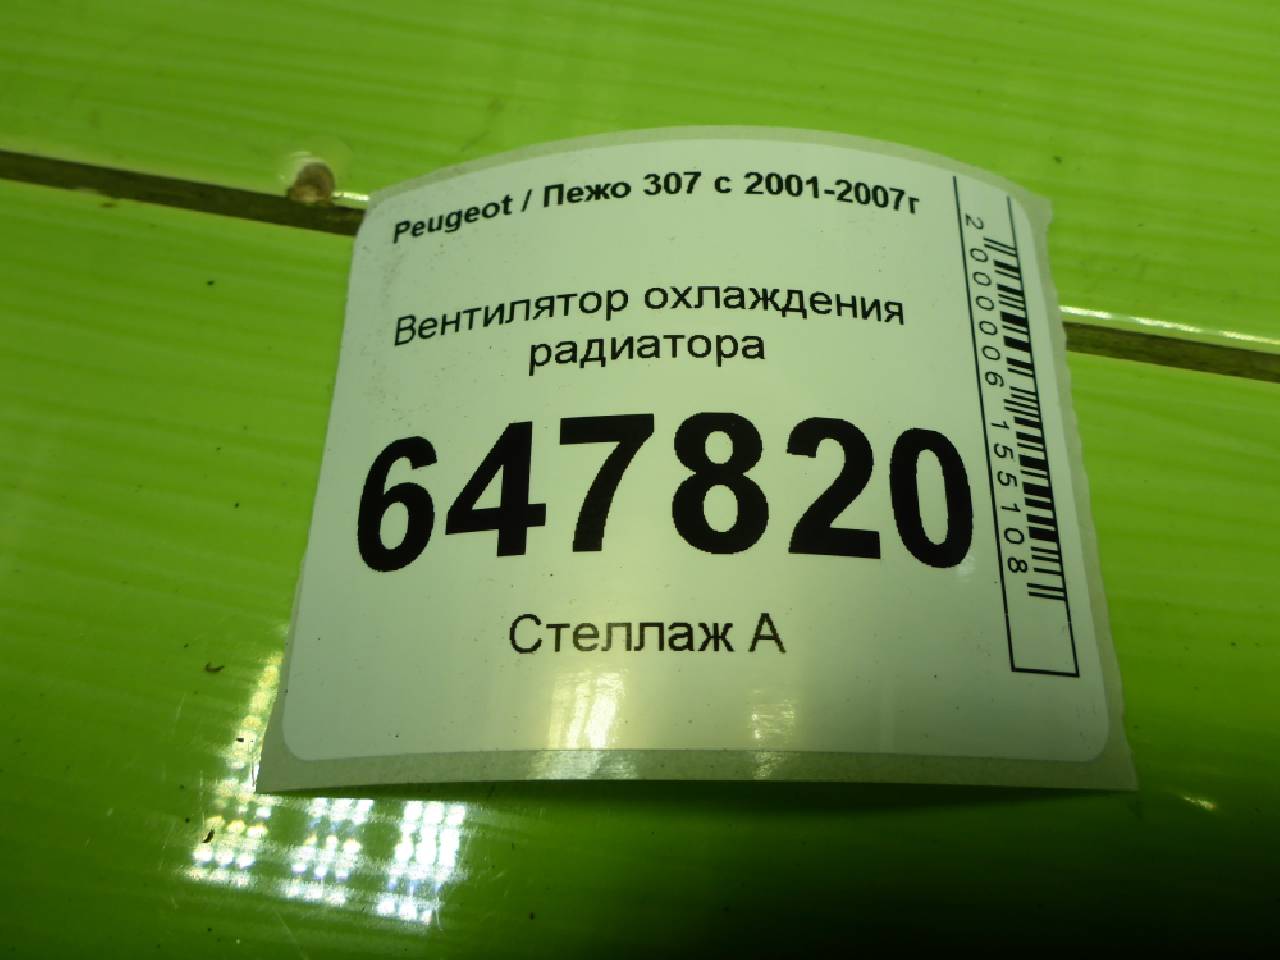 Peugeot / Пежо 307 с 2001-2007г
Вентилятор охлаждения
радиатора
647820
Стеллаж А
2000006155108